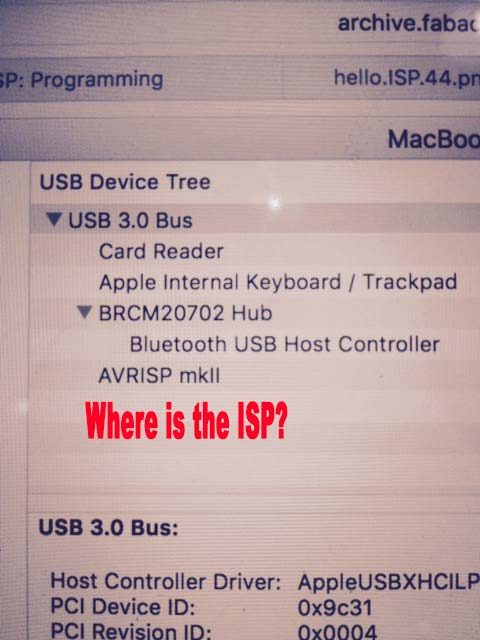 archive.fabac
SP: Programming
hello.ISP.44.pn
MacBoo
USB Device Tree
USB 3.0 Bus
Card Reader
Apple Internal Keyboard / Trackpad
BRCM20702 Hub
Bluetooth USB Host Controller
AVRISP mkII
Where is the ISP?
USB 3.0 Bus:
Host Controller Driver: AppleUSBXHCILP
PCI Device ID: 0x9c31
PCI Revision ID: 0x0004